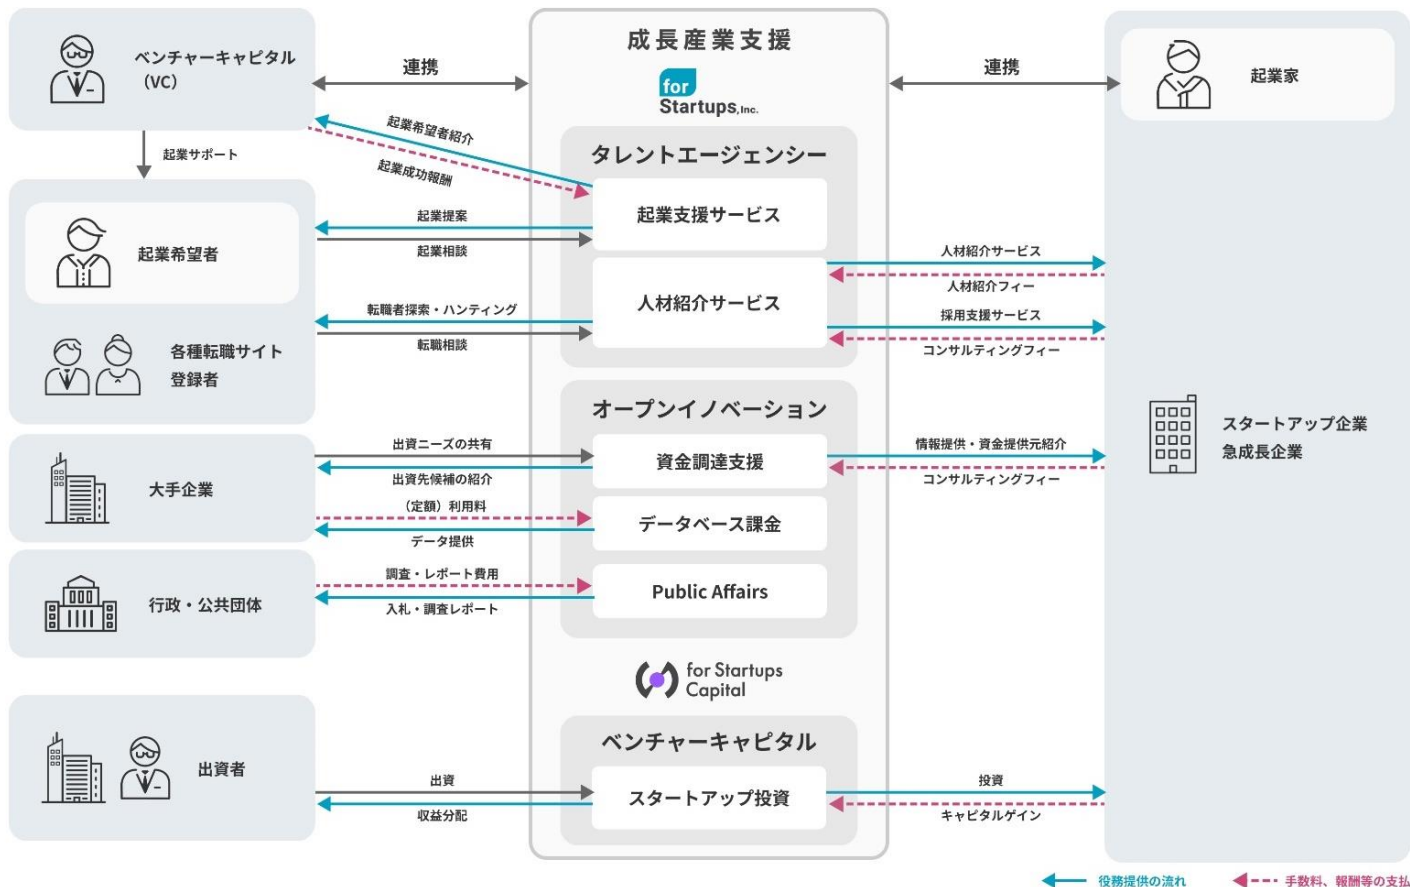 成長産業支援
for
Startups,Inc.
ベンチャーキャピタル
（VC）
連携
連携
起業家
起業希望者紹介
起業成功報酬
起業サポート
タレントエージェンシー
起業支援サービス
起業提案
起業相談
起業希望者
人材紹介サービス
転職者探索・ハンティング
転職相談
各種転職サイト
登録者
人材紹介サービス
人材紹介フィー
採用支援サービス
コンサルティングフィー
オープンイノベーション
資金調達支援
出資ニーズの共有
出資先候補の紹介
大手企業
（定額）利用料
データ提供
データベース課金
情報提供・資金提供元紹介
コンサルティングフィー
スタートアップ企業
急成長企業
調査・レポート費用
入札・調査レポート
行政・公共団体
Public Affairs
for Startups
Capital
ベンチャーキャピタル
スタートアップ投資
出資者
出資
収益分配
投資
キャピタルゲイン
役務提供の流れ
手数料、報酬等の支払